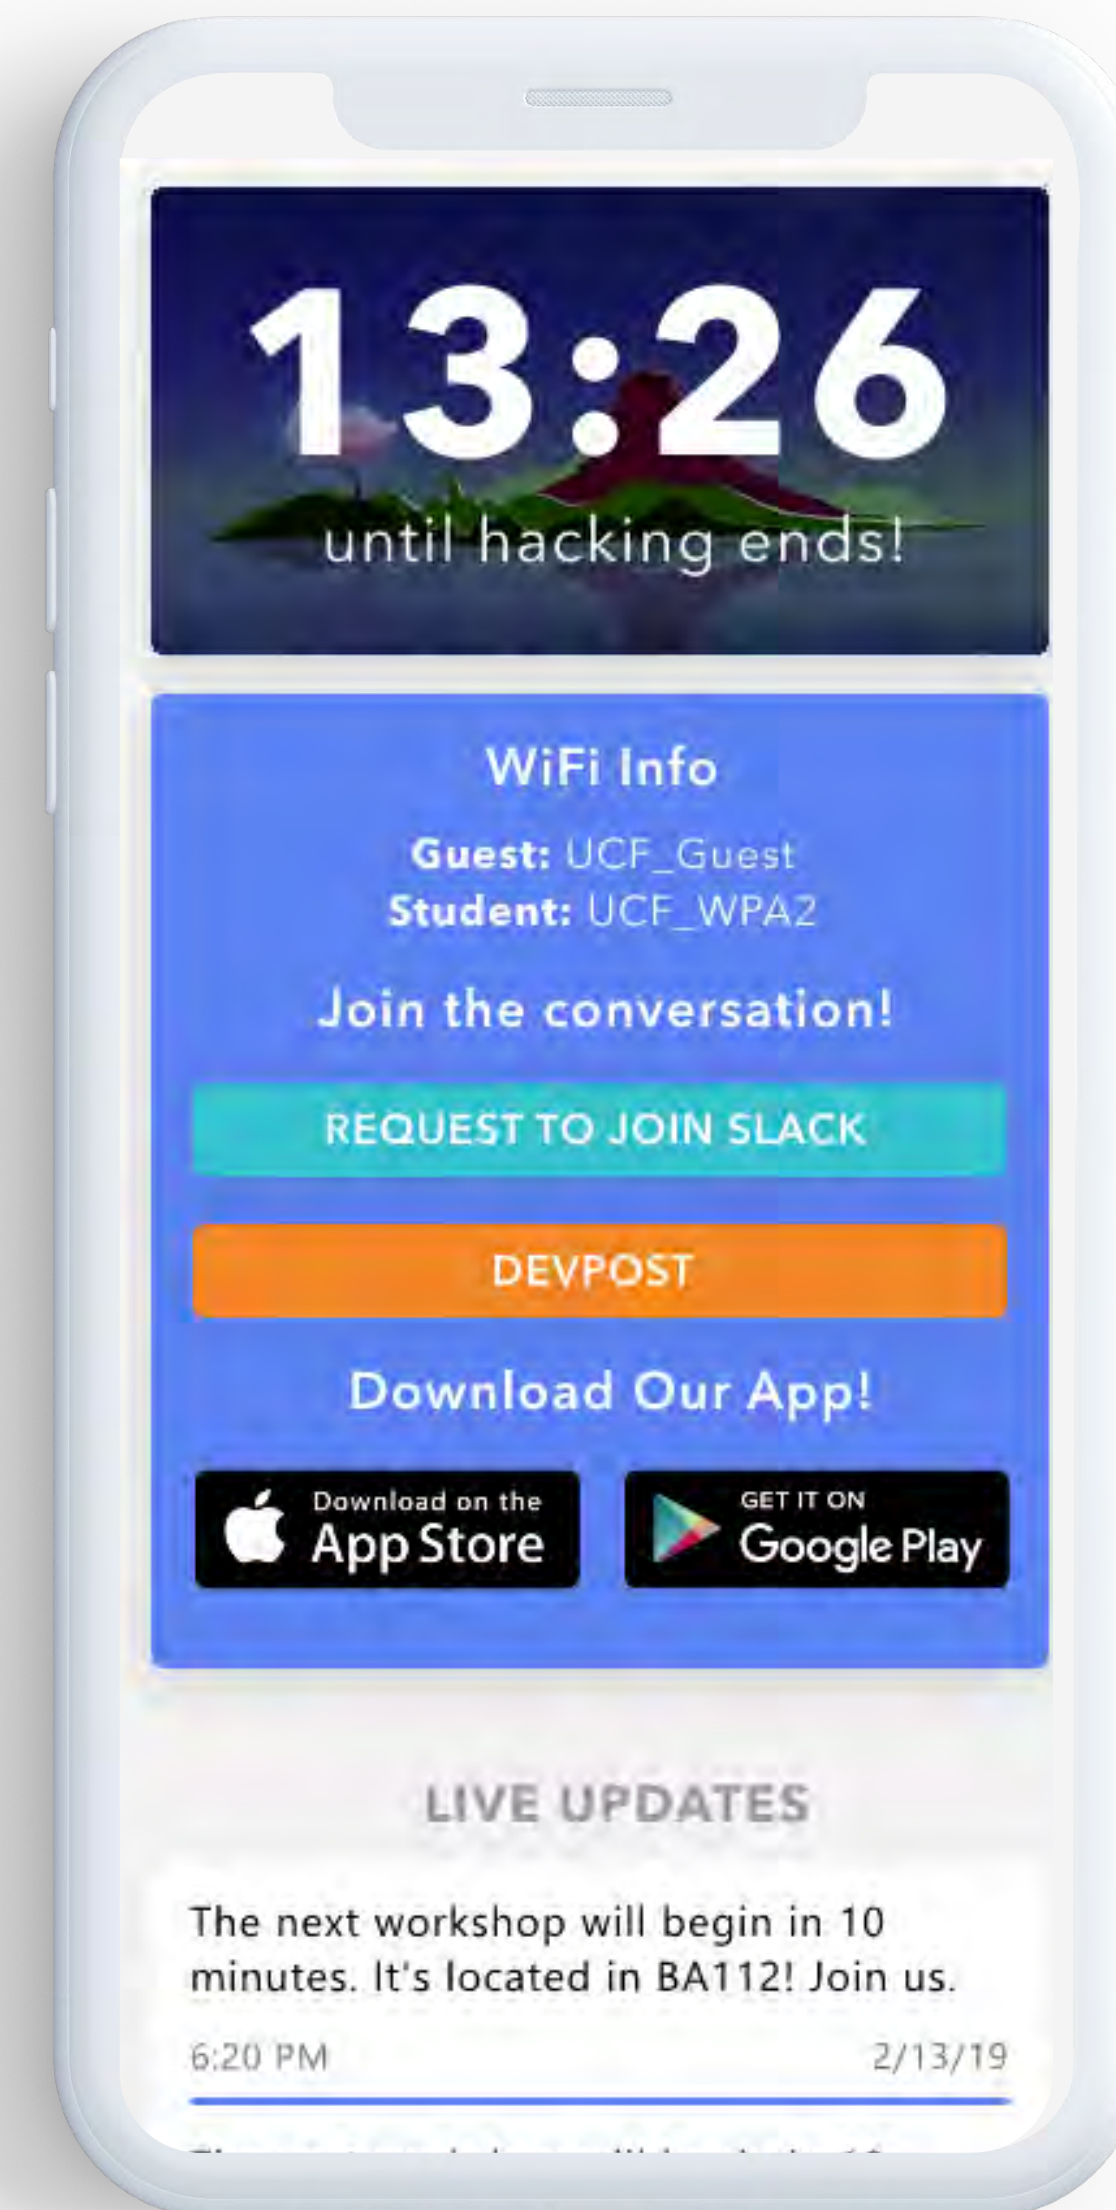 13:26
until hacking ends!
WiFi Info
Guest: UCF_Guest
Student: UCF_WPA2
Join the conversation!
REQUEST TO JOIN SLACK
DEVPOST
Download Our App!
Download on the
App Store
GET IT ON
Google Play
LIVE UPDATES
The next workshop will begin in 10
minutes. It's located in BA112! Join us.
6:20 PM 2/13/19